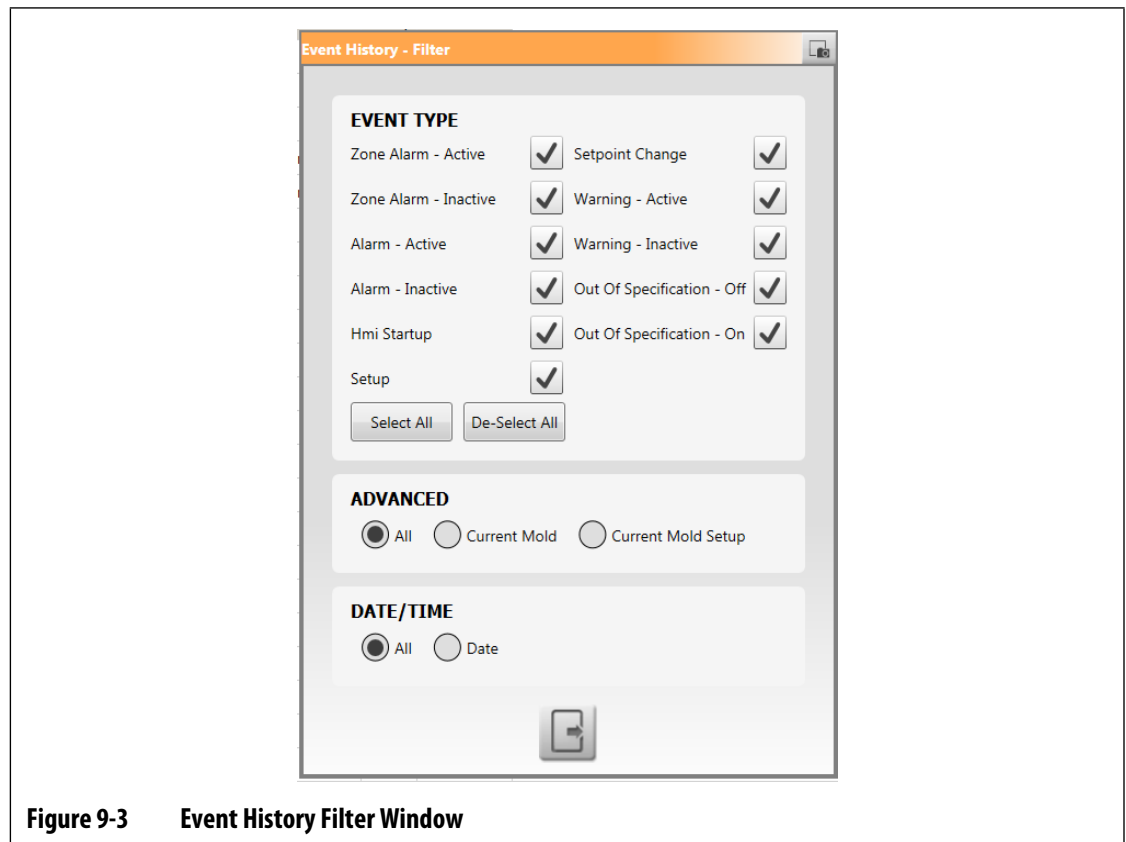 Event History - Filter
EVENT TYPE
Zone Alarm - Active
Setpoint Change
Zone Alarm - Inactive
Warning - Active
Alarm - Active
Warning - Inactive
Alarm - Inactive
Out Of Specification - Off
Hmi Startup
Out Of Specification - On
Setup
Select All
De-Select All
ADVANCED
All
Current Mold
Current Mold Setup
DATE/TIME
All
Date
Figure 9-3 Event History Filter Window